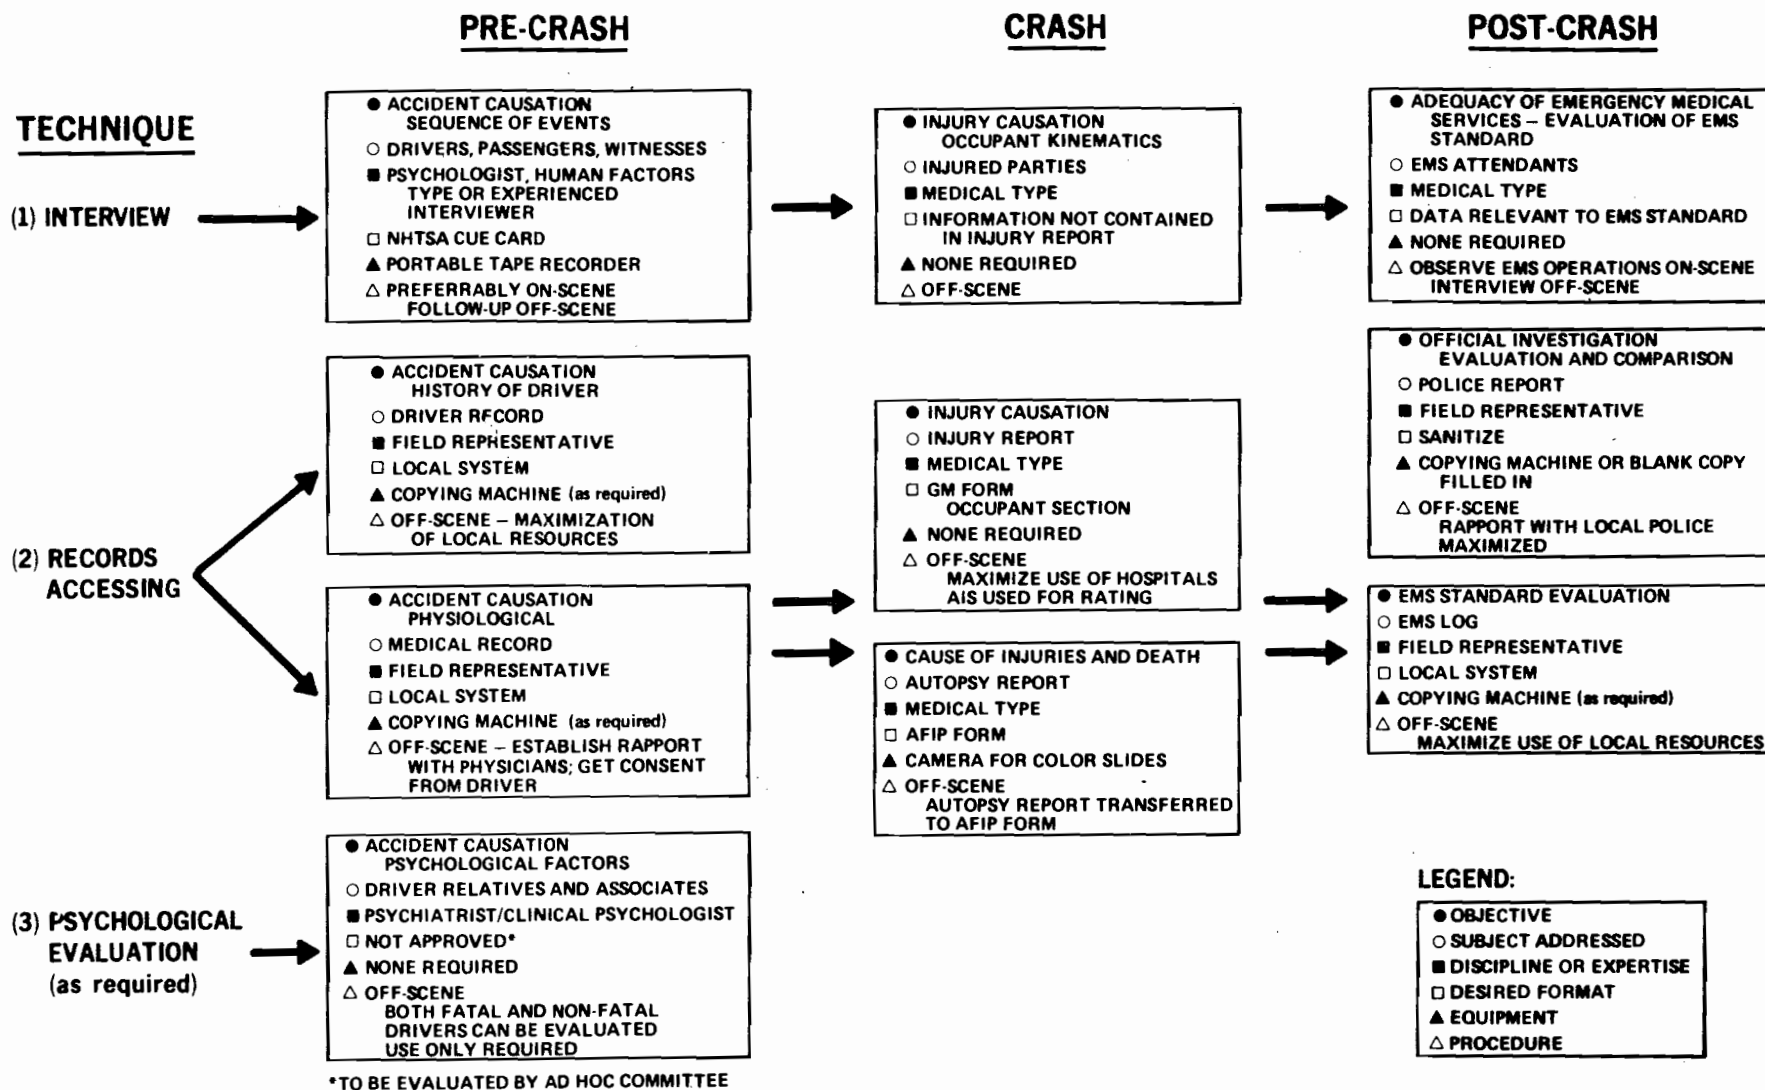 PRE-CRASH
CRASH
POST-CRASH
TECHNIQUE
(1) INTERVIEW
● ACCIDENT CAUSATION
SEQUENCE OF EVENTS
○ DRIVERS, PASSENGERS, WITNESSES
■ PSYCHOLOGIST, HUMAN FACTORS
TYPE OR EXPERIENCED
INTERVIEWER
□ NHTSA CUE CARD
▲ PORTABLE TAPE RECORDER
△ PREFERRABLY ON-SCENE
FOLLOW-UP OFF-SCENE
● INJURY CAUSATION
OCCUPANT KINEMATICS
○ INJURED PARTIES
■ MEDICAL TYPE
□ INFORMATION NOT CONTAINED
IN INJURY REPORT
▲ NONE REQUIRED
△ OFF-SCENE
● ADEQUACY OF EMERGENCY MEDICAL
SERVICES – EVALUATION OF EMS
STANDARD
○ EMS ATTENDANTS
■ MEDICAL TYPE
□ DATA RELEVANT TO EMS STANDARD
▲ NONE REQUIRED
△ OBSERVE EMS OPERATIONS ON-SCENE
INTERVIEW OFF-SCENE
(2) RECORDS
ACCESSING
● ACCIDENT CAUSATION
HISTORY OF DRIVER
○ DRIVER RECORD
■ FIELD REPRESENTATIVE
□ LOCAL SYSTEM
▲ COPYING MACHINE (as required)
△ OFF-SCENE – MAXIMIZATION
OF LOCAL RESOURCES
● ACCIDENT CAUSATION
PHYSIOLOGICAL
○ MEDICAL RECORD
■ FIELD REPRESENTATIVE
□ LOCAL SYSTEM
▲ COPYING MACHINE (as required)
△ OFF-SCENE – ESTABLISH RAPPORT
WITH PHYSICIANS; GET CONSENT
FROM DRIVER
● INJURY CAUSATION
○ INJURY REPORT
■ MEDICAL TYPE
□ GM FORM
OCCUPANT SECTION
▲ NONE REQUIRED
△ OFF-SCENE
MAXIMIZE USE OF HOSPITALS
AIS USED FOR RATING
● CAUSE OF INJURIES AND DEATH
○ AUTOPSY REPORT
■ MEDICAL TYPE
□ AFIP FORM
▲ CAMERA FOR COLOR SLIDES
△ OFF-SCENE
AUTOPSY REPORT TRANSFERRED
TO AFIP FORM
● OFFICIAL INVESTIGATION
EVALUATION AND COMPARISON
○ POLICE REPORT
■ FIELD REPRESENTATIVE
□ SANITIZE
▲ COPYING MACHINE OR BLANK COPY
FILLED IN
△ OFF-SCENE
RAPPORT WITH LOCAL POLICE
MAXIMIZED
● EMS STANDARD EVALUATION
○ EMS LOG
■ FIELD REPRESENTATIVE
□ LOCAL SYSTEM
▲ COPYING MACHINE (as required)
△ OFF-SCENE
MAXIMIZE USE OF LOCAL RESOURCES
(3) PSYCHOLOGICAL
EVALUATION
(as required)
● ACCIDENT CAUSATION
PSYCHOLOGICAL FACTORS
○ DRIVER RELATIVES AND ASSOCIATES
■ PSYCHIATRIST/CLINICAL PSYCHOLOGIST
□ NOT APPROVED*
▲ NONE REQUIRED
△ OFF-SCENE
BOTH FATAL AND NON-FATAL
DRIVERS CAN BE EVALUATED
USE ONLY REQUIRED
*TO BE EVALUATED BY AD HOC COMMITTEE
LEGEND:
● OBJECTIVE
○ SUBJECT ADDRESSED
■ DISCIPLINE OR EXPERTISE
□ DESIRED FORMAT
▲ EQUIPMENT
△ PROCEDURE